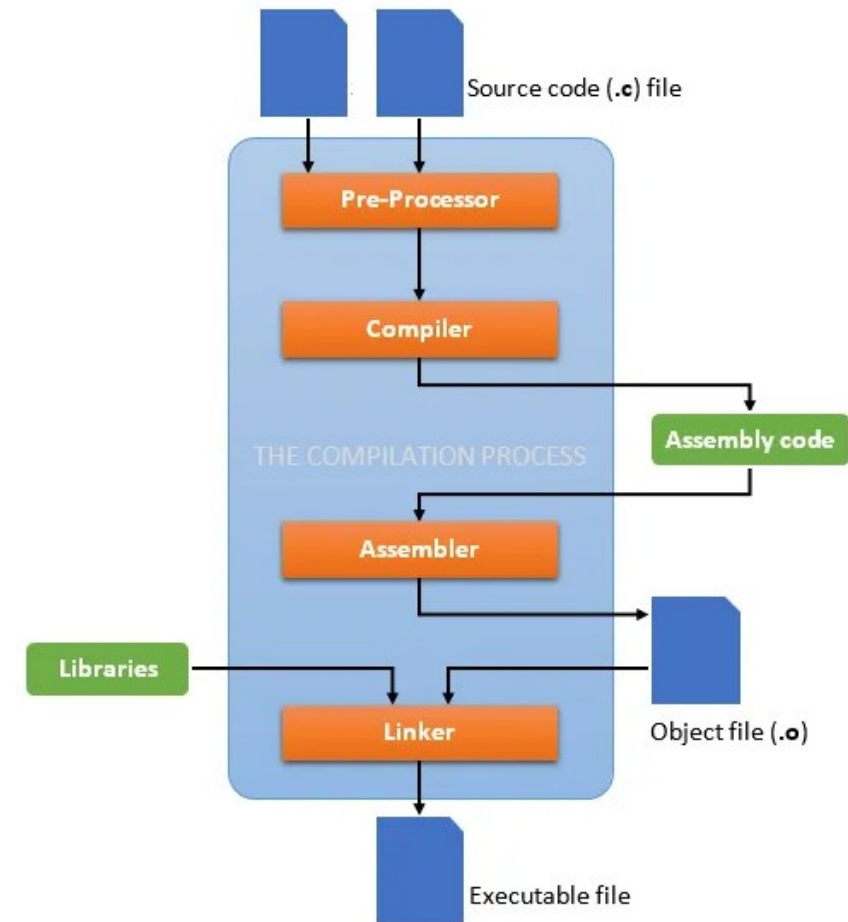 Source code (.c) file
Pre-Processor
Compiler
Assembly code
THE COMPILATION PROCESS
Assembler
Libraries
Linker
Object file (.o)
Executable file